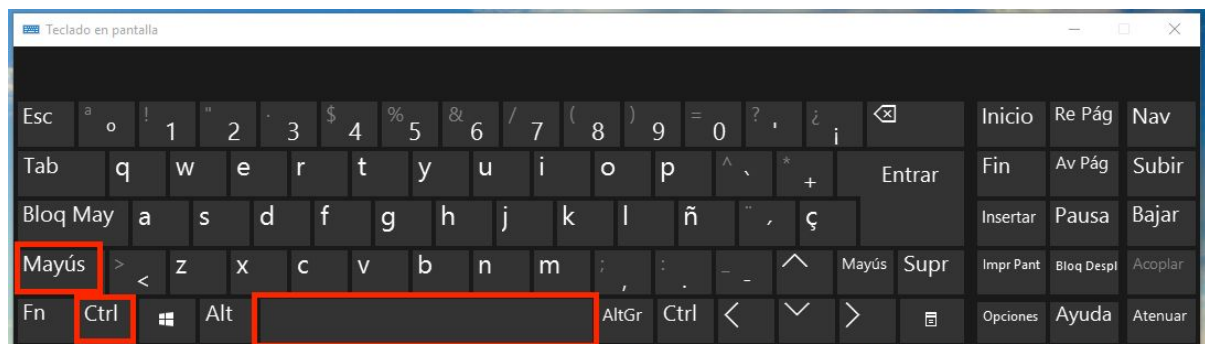 Teclado en pantalla
Esc ª º ! 1 " 2 · 3 $ 4 % 5 & 6 / 7 ( 8 ) 9 = 0 ? ' ¿ ¡ Inicio Re Pág Nav
Tab q w e r t y u i o p ^ ` * + Entrar Fin Av Pág Subir
Bloq May a s d f g h j k l ñ ¨ ´ ç Insertar Pausa Bajar
Mayús > < z x c v b n m ; , : . _ - Mayús Supr Impr Pant Bloq Despl Acoplar
Fn Ctrl Alt AltGr Ctrl Opciones Ayuda Atenuar